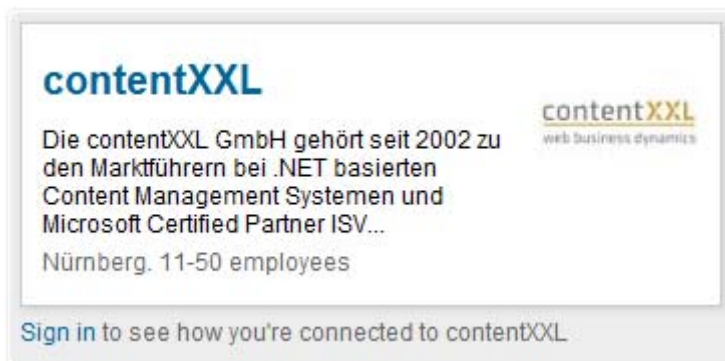 contentXXL
contentXXL
web business dynamics
Die contentXXL GmbH gehört seit 2002 zu
den Marktführern bei .NET basierten
Content Management Systemen und
Microsoft Certified Partner ISV...
Nürnberg. 11-50 employees
Sign in to see how you're connected to contentXXL